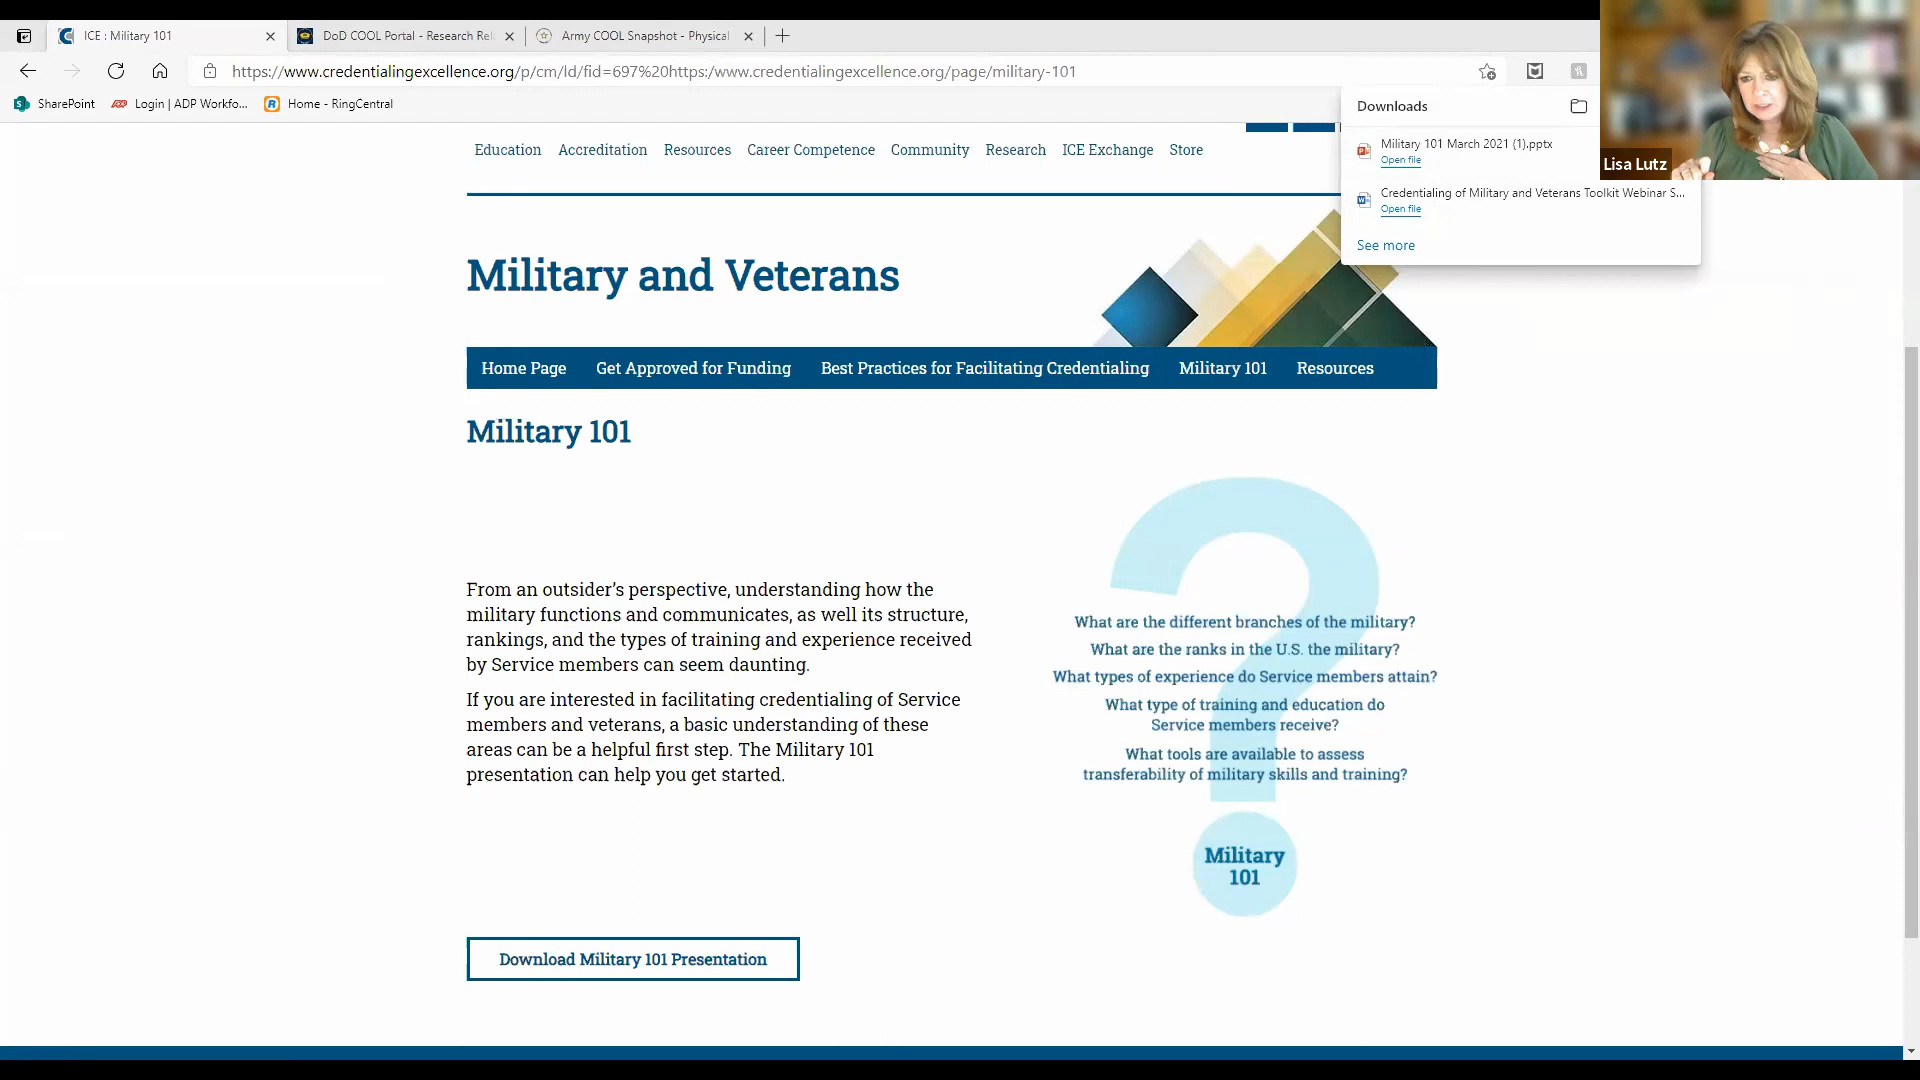 ICE : Military 101
DoD COOL Portal - Research Rel
Army COOL Snapshot - Physical
https://www.credentialingexcellence.org/p/cm/ld/fid=697%20https:/www.credentialingexcellence.org/page/military-101
SharePoint
Login | ADP Workfo...
Home - RingCentral
Downloads
Military 101 March 2021 (1).pptx
Open file
Credentialing of Military and Veterans Toolkit Webinar S...
Open file
See more
Lisa Lutz
Education
Accreditation
Resources
Career Competence
Community
Research
ICE Exchange
Store
Military and Veterans
Home Page
Get Approved for Funding
Best Practices for Facilitating Credentialing
Military 101
Resources
Military 101
From an outsider's perspective, understanding how the
military functions and communicates, as well its structure,
rankings, and the types of training and experience received
by Service members can seem daunting.
If you are interested in facilitating credentialing of Service
members and veterans, a basic understanding of these
areas can be a helpful first step. The Military 101
presentation can help you get started.
What are the different branches of the military?
What are the ranks in the U.S. the military?
What types of experience do Service members attain?
What type of training and education do
Service members receive?
What tools are available to assess
transferability of military skills and training?
Military
101
Download Military 101 Presentation